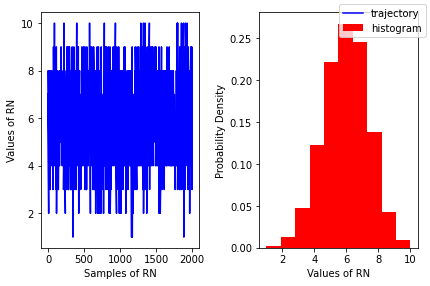 trajectory
histogram
10
8
6
4
2
Values of RN
0 500 1000 1500 2000
Samples of RN
0.25
0.20
0.15
0.10
0.05
0.00
Probability Density
2 4 6 8 10
Values of RN